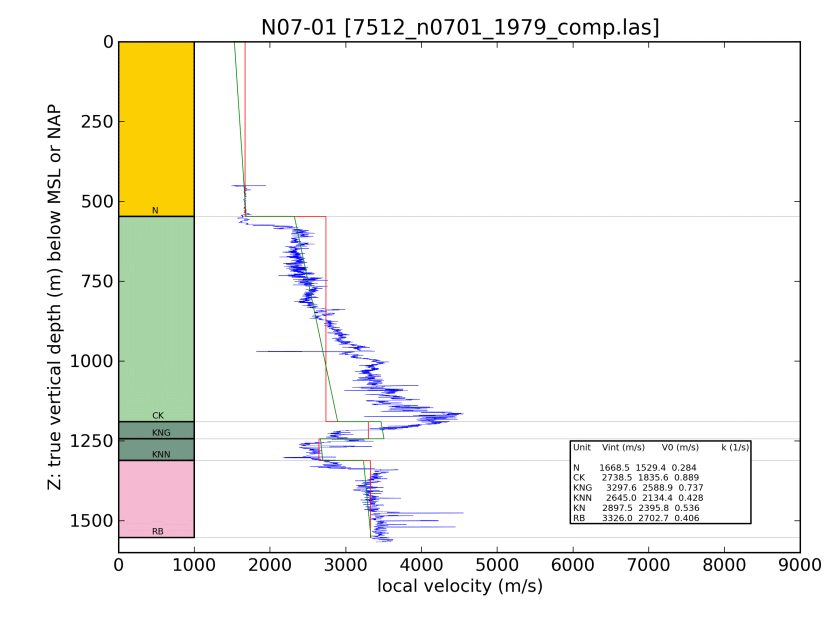 N07-01 [7512_n0701_1979_comp.las]
Z: true vertical depth (m) below MSL or NAP
0
250
500
750
1000
1250
1500
N
CK
KNG
KNN
RB
Unit Vint (m/s) V0 (m/s) k (1/s)
N 1668.5 1529.4 0.284
CK 2738.5 1835.6 0.889
KNG 3297.6 2588.9 0.737
KNN 2645.0 2134.4 0.428
KN 2897.5 2395.8 0.536
RB 3326.0 2702.7 0.406
0 1000 2000 3000 4000 5000 6000 7000 8000 9000
local velocity (m/s)